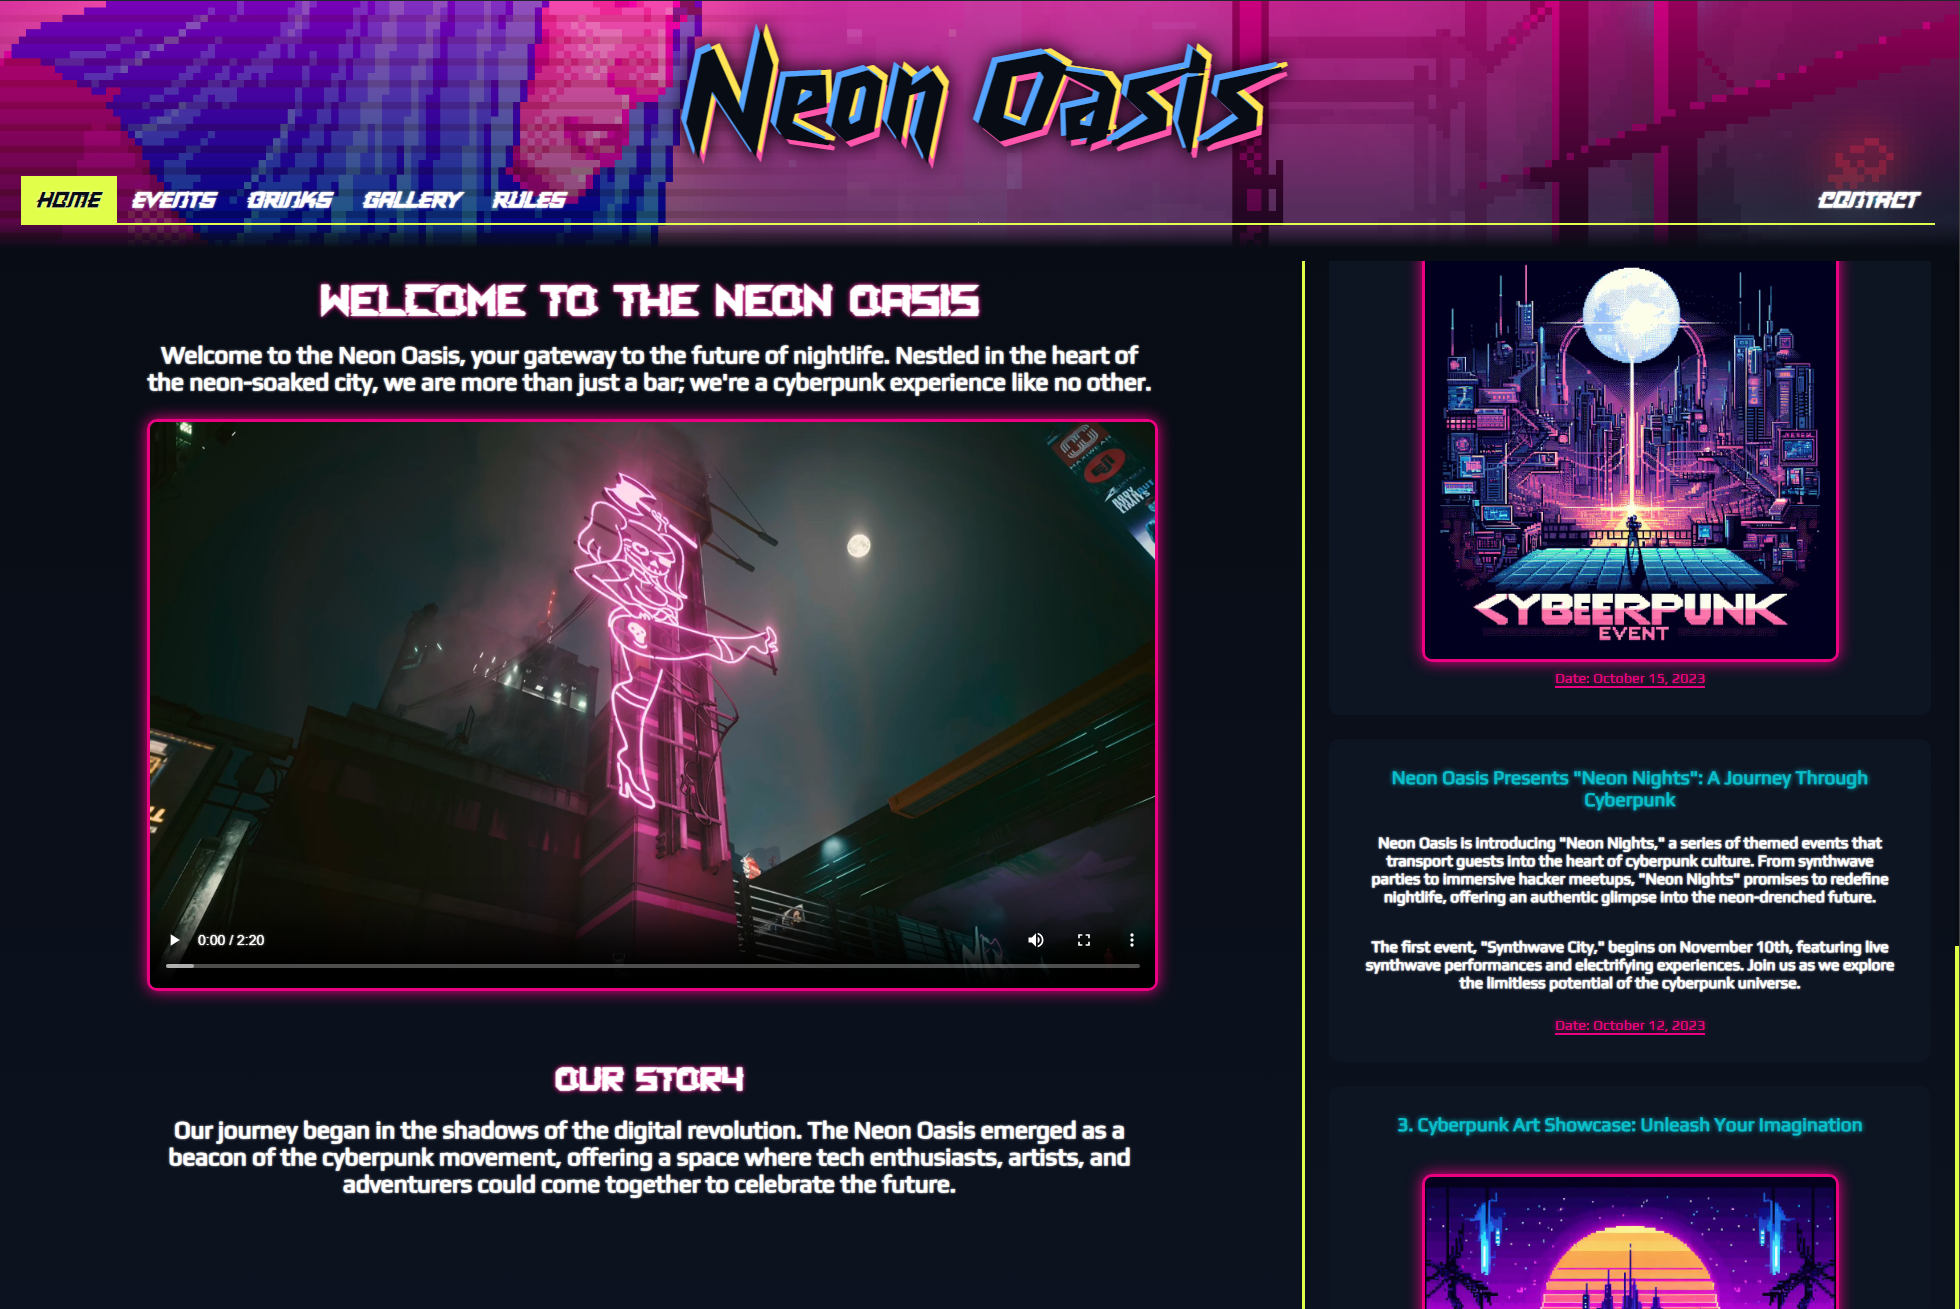 Neon Oasis
HOME EVENTS DRINKS GALLERY RULES CONTACT
WELCOME TO THE NEON OASIS
Welcome to the Neon Oasis, your gateway to the future of nightlife. Nestled in the heart of
the neon-soaked city, we are more than just a bar; we're a cyberpunk experience like no other.
0:00 / 2:20
OUR STORY
Our journey began in the shadows of the digital revolution. The Neon Oasis emerged as a
beacon of the cyberpunk movement, offering a space where tech enthusiasts, artists, and
adventurers could come together to celebrate the future.
CYBEERPUNK
EVENT
Date: October 15, 2023
Neon Oasis Presents "Neon Nights": A Journey Through
Cyberpunk
Neon Oasis is introducing "Neon Nights," a series of themed events that
transport guests into the heart of cyberpunk culture. From synthwave
parties to immersive hacker meetups, "Neon Nights" promises to redefine
nightlife, offering an authentic glimpse into the neon-drenched future.
The first event, "Synthwave City," begins on November 10th, featuring live
synthwave performances and electrifying experiences. Join us as we explore
the limitless potential of the cyberpunk universe.
Date: October 12, 2023
3. Cyberpunk Art Showcase: Unleash Your Imagination